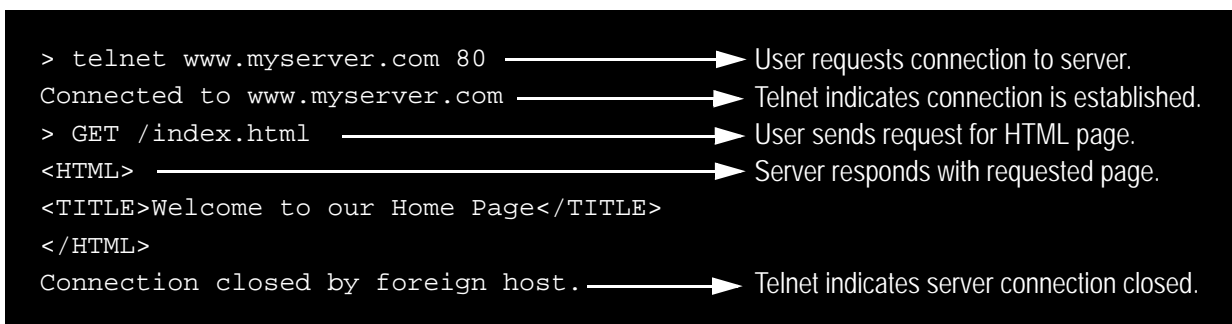 > telnet www.myserver.com 80 User requests connection to server.
Connected to www.myserver.com Telnet indicates connection is established.
> GET /index.html User sends request for HTML page.
<HTML> Server responds with requested page.
<TITLE>Welcome to our Home Page</TITLE>
</HTML>
Connection closed by foreign host. Telnet indicates server connection closed.